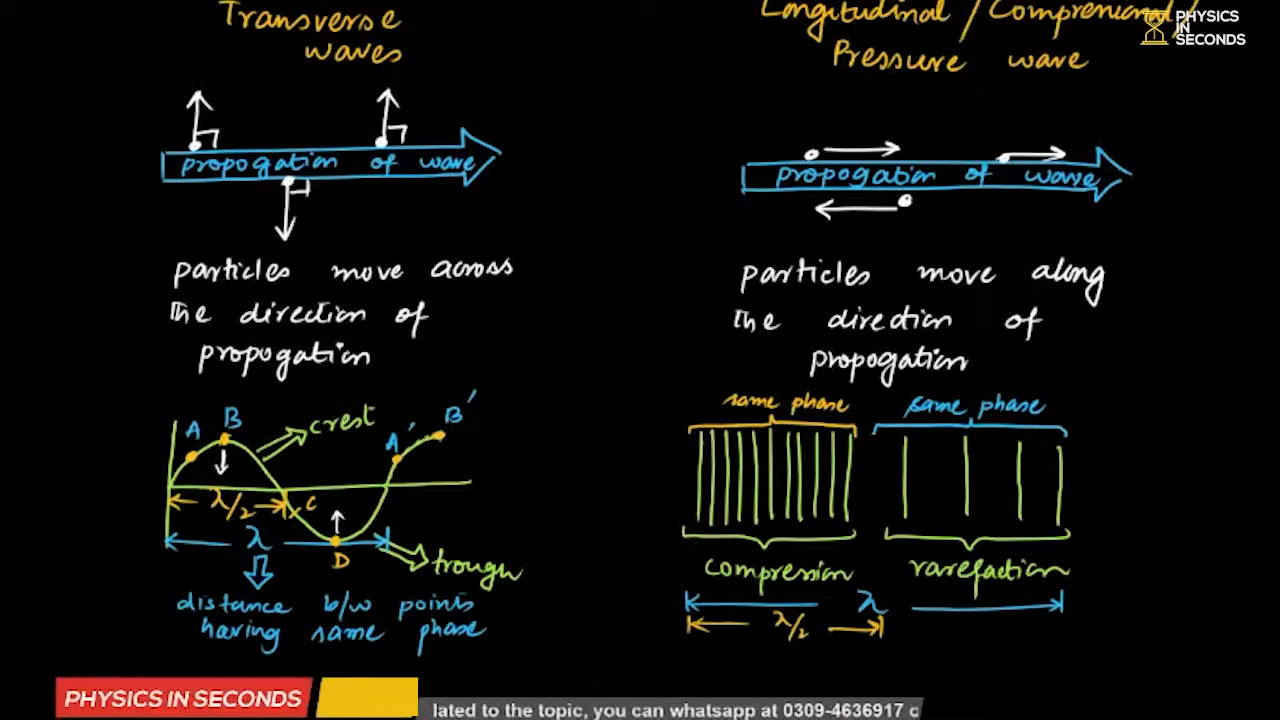 Transverse
waves
propogation of wave
particles move across
The direction of
propogation
A
B
crest
A'
B'
λ/2
C
λ
D
trough
distance b/w points
having same phase
Longitudinal / Compressional /
Pressure wave
propogation of wave
particles move along
The direction of
propogation
same phase
same phase
compression
rarefaction
λ
λ/2
PHYSICS
IN
SECONDS
PHYSICS IN SECONDS
lated to the topic, you can whatsapp at 0309-4636917